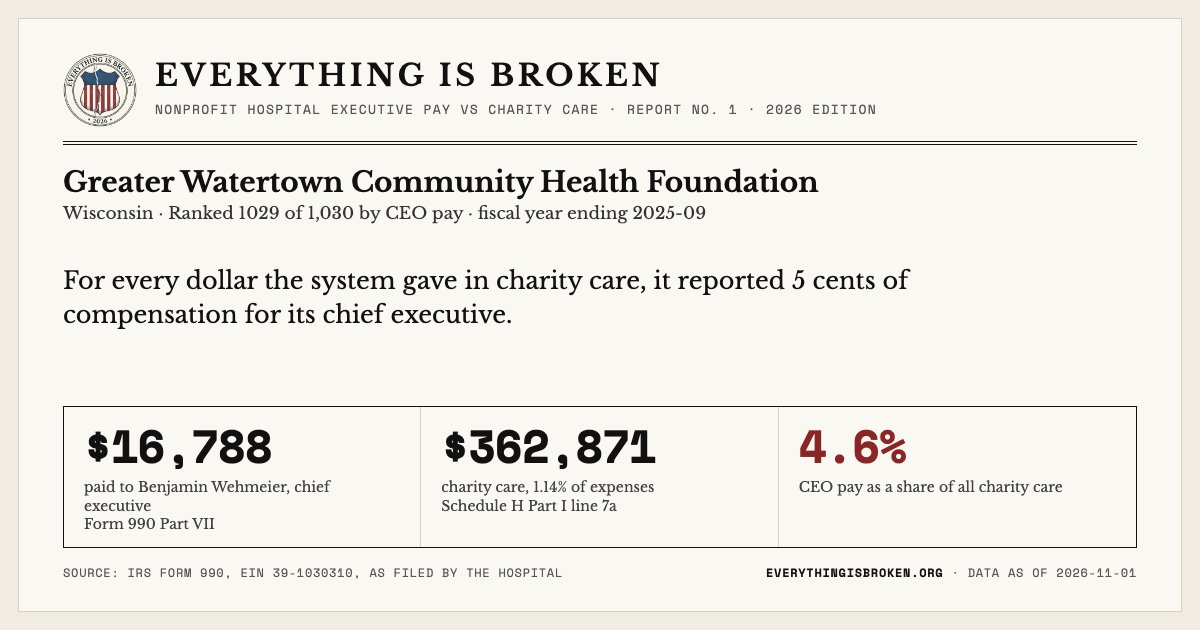 EVERYTHING IS BROKEN
2026
EVERYTHING IS BROKEN
NONPROFIT HOSPITAL EXECUTIVE PAY VS CHARITY CARE · REPORT NO. 1 · 2026 EDITION
Greater Watertown Community Health Foundation
Wisconsin · Ranked 1029 of 1,030 by CEO pay · fiscal year ending 2025-09
For every dollar the system gave in charity care, it reported 5 cents of
compensation for its chief executive.
$16,788
paid to Benjamin Wehmeier, chief
executive
Form 990 Part VII
$362,871
charity care, 1.14% of expenses
Schedule H Part I line 7a
4.6%
CEO pay as a share of all charity care
SOURCE: IRS FORM 990, EIN 39-1030310, AS FILED BY THE HOSPITAL
EVERYTHINGISBROKEN.ORG · DATA AS OF 2026-11-01